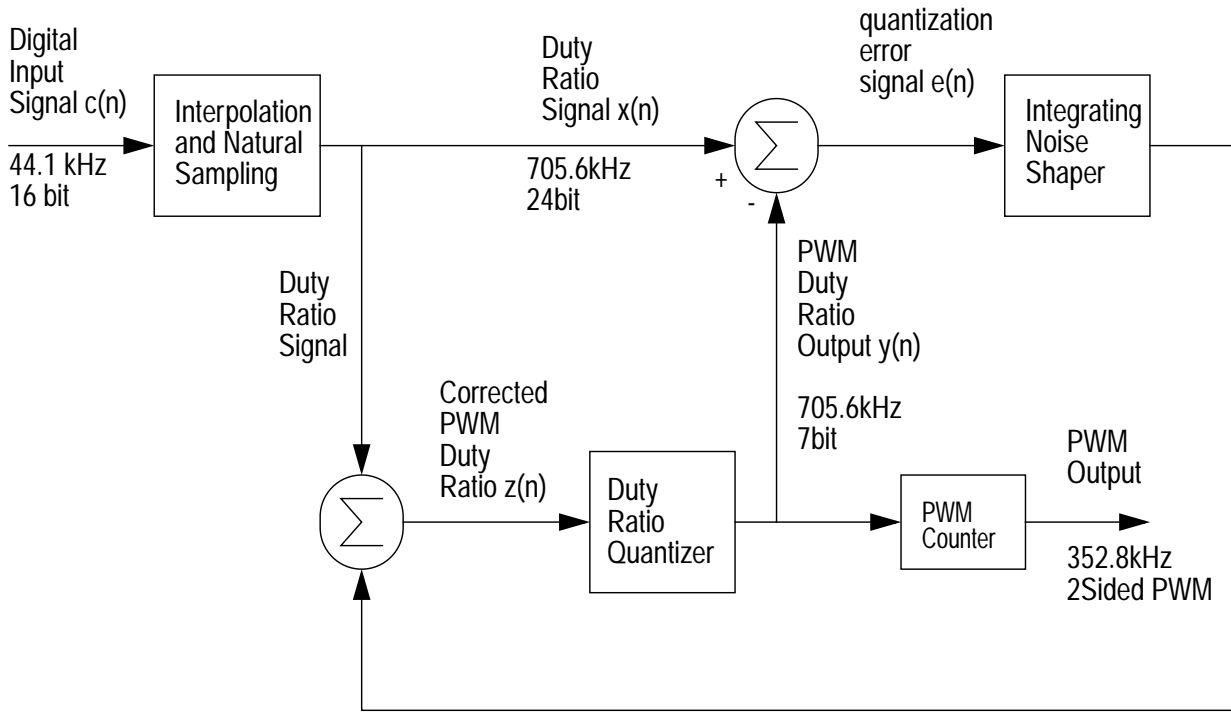 Digital
Input
Signal c(n)
44.1 kHz
16 bit
Interpolation
and Natural
Sampling
Duty
Ratio
Signal x(n)
705.6kHz
24bit
+
-
Σ
quantization
error
signal e(n)
Integrating
Noise
Shaper
Duty
Ratio
Signal
PWM
Duty
Ratio
Output y(n)
705.6kHz
7bit
Σ
Corrected
PWM
Duty
Ratio z(n)
Duty
Ratio
Quantizer
PWM
Counter
PWM
Output
352.8kHz
2Sided PWM